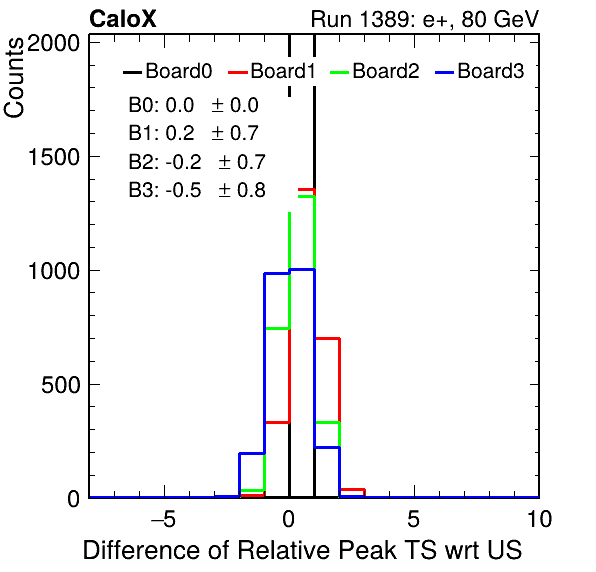 CaloX Run 1389: e+, 80 GeV
Counts
2000
1500
1000
500
0
Board0 Board1 Board2 Board3
B0: 0.0 ± 0.0
B1: 0.2 ± 0.7
B2: -0.2 ± 0.7
B3: -0.5 ± 0.8
−5 0 5 10
Difference of Relative Peak TS wrt US